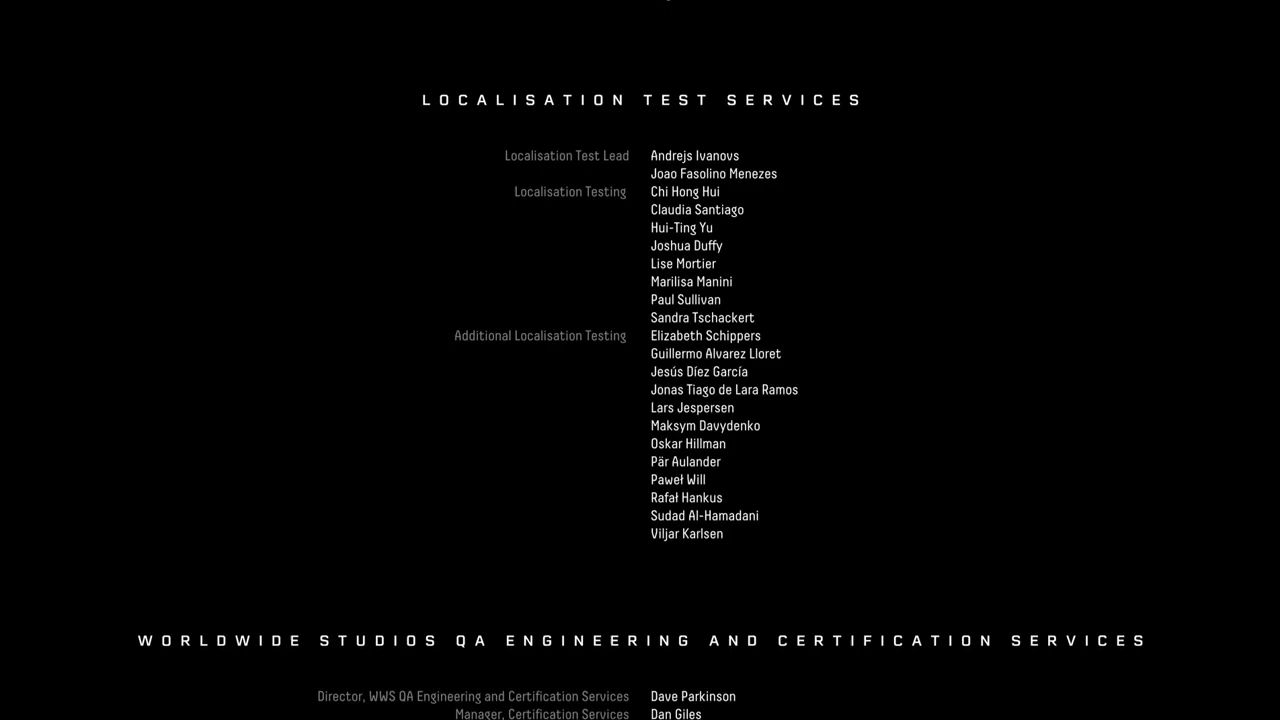 LOCALISATION TEST SERVICES
Localisation Test Lead Andrejs Ivanovs
Joao Fasolino Menezes
Localisation Testing Chi Hong Hui
Claudia Santiago
Hui-Ting Yu
Joshua Duffy
Lise Mortier
Marilisa Manini
Paul Sullivan
Sandra Tschackert
Additional Localisation Testing Elizabeth Schippers
Guillermo Alvarez Lloret
Jesús Díez García
Jonas Tiago de Lara Ramos
Lars Jespersen
Maksym Davydenko
Oskar Hillman
Pär Aulander
Paweł Will
Rafał Hankus
Sudad Al-Hamadani
Viljar Karlsen
WORLDWIDE STUDIOS QA ENGINEERING AND CERTIFICATION SERVICES
Director, WWS QA Engineering and Certification Services Dave Parkinson
Manager, Certification Services Dan Giles